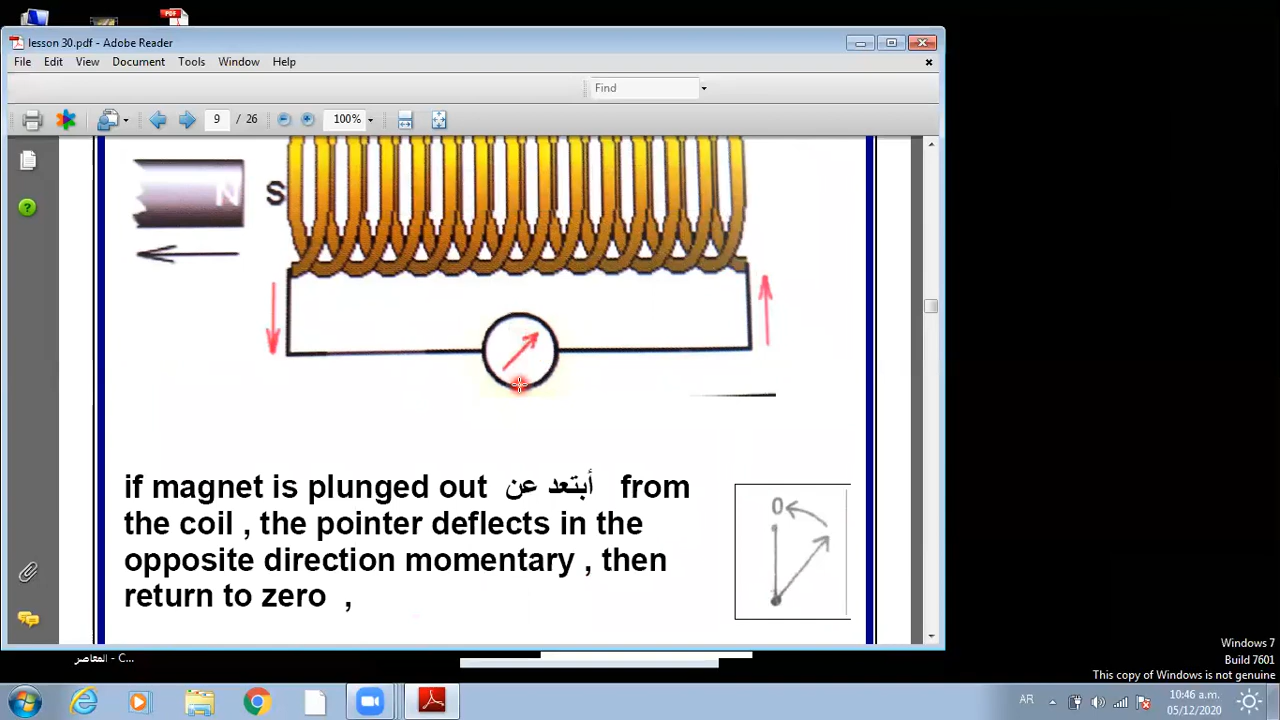 lesson 30.pdf - Adobe Reader
File Edit View Document Tools Window Help
Find
9 / 26 100%
N S
if magnet is plunged out أبتعد عن from
the coil , the pointer deflects in the
opposite direction momentary , then
return to zero ,
0
المعاصر - C...
Windows 7
Build 7601
This copy of Windows is not genuine
AR
10:46 a.m.
05/12/2020